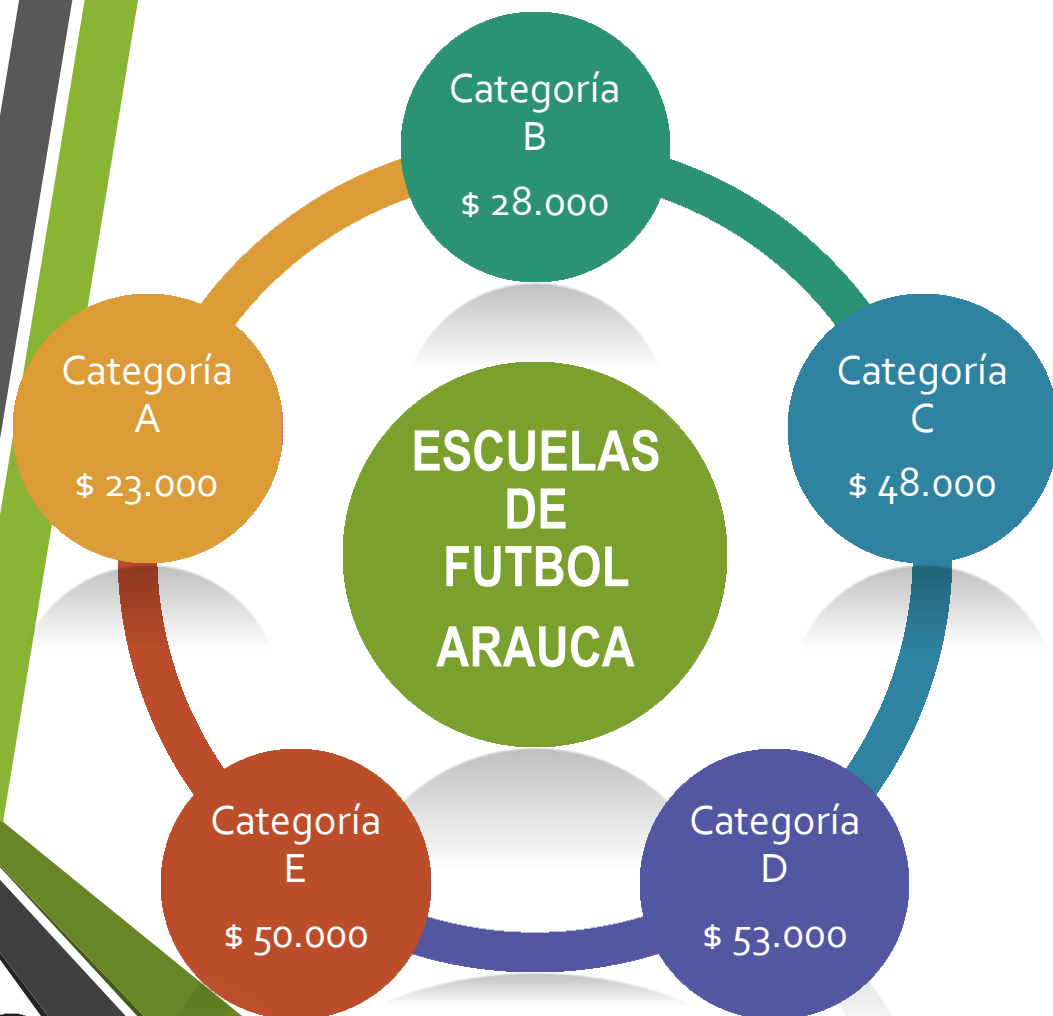 Categoría
B
$ 28.000
Categoría
A
$ 23.000
Categoría
C
$ 48.000
ESCUELAS
DE
FUTBOL
ARAUCA
Categoría
E
$ 50.000
Categoría
D
$ 53.000